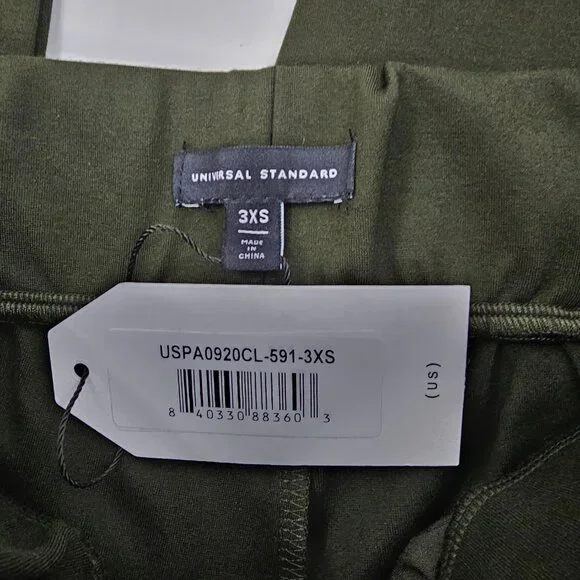 UNIVERSAL STANDARD
3XS
MADE
IN
CHINA
USPA0920CL-591-3XS
8 40330 88360 3
(US)